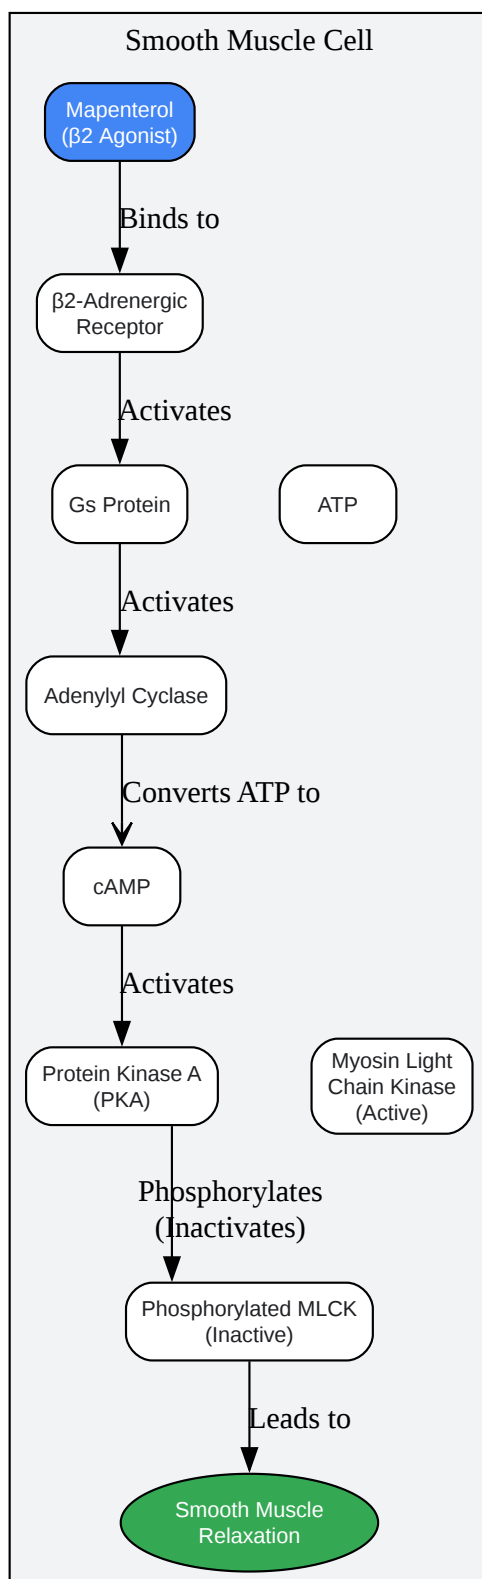 Smooth Muscle Cell
Mapenterol
(β2 Agonist)
Binds to
β2-Adrenergic
Receptor
Activates
Gs Protein
ATP
Activates
Adenylyl Cyclase
Converts ATP to
cAMP
Activates
Protein Kinase A
(PKA)
Myosin Light
Chain Kinase
(Active)
Phosphorylates
(Inactivates)
Phosphorylated MLCK
(Inactive)
Leads to
Smooth Muscle
Relaxation